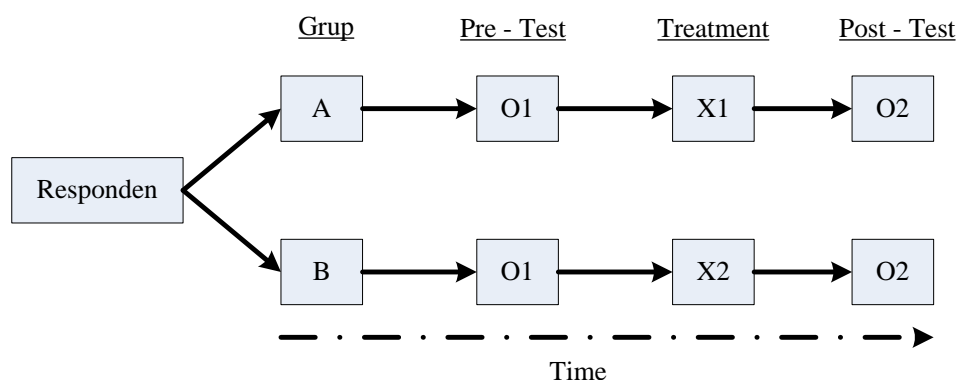 Grup Pre - Test Treatment Post - Test
A O1 X1 O2
Responden
B O1 X2 O2
Time